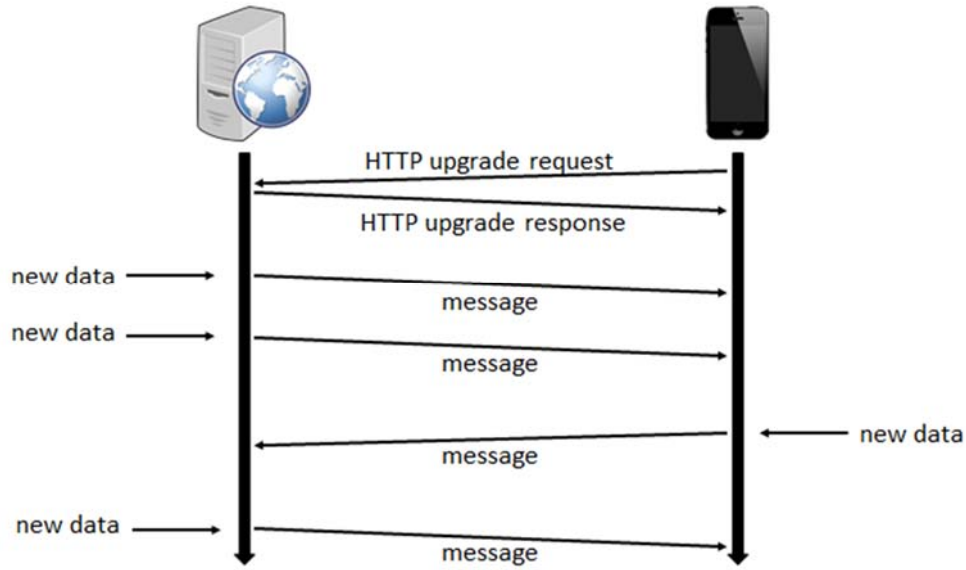 HTTP upgrade request
HTTP upgrade response
new data
message
new data
message
new data
message
new data
message